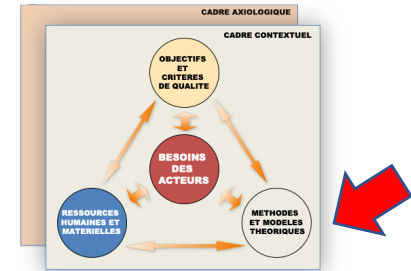 CADRE AXIOLOGIQUE
CADRE CONTEXTUEL
OBJECTIFS
ET
CRITERES
DE QUALITE
BESOINS
DES
ACTEURS
RESSOURCES
HUMAINES ET
MATERIELLES
METHODES
ET MODELES
THEORIQUES